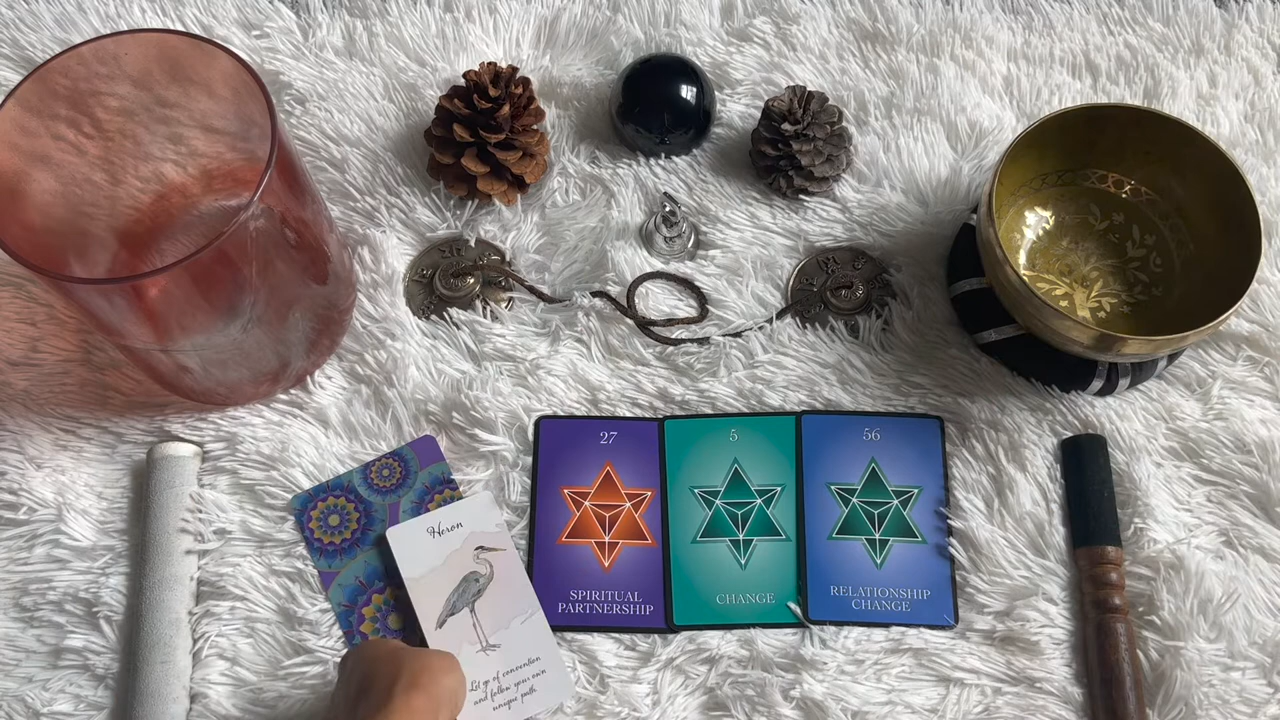 27
SPIRITUAL
PARTNERSHIP
5
CHANGE
56
RELATIONSHIP
CHANGE
Heron
Let go of convention
and follow your own
unique path.